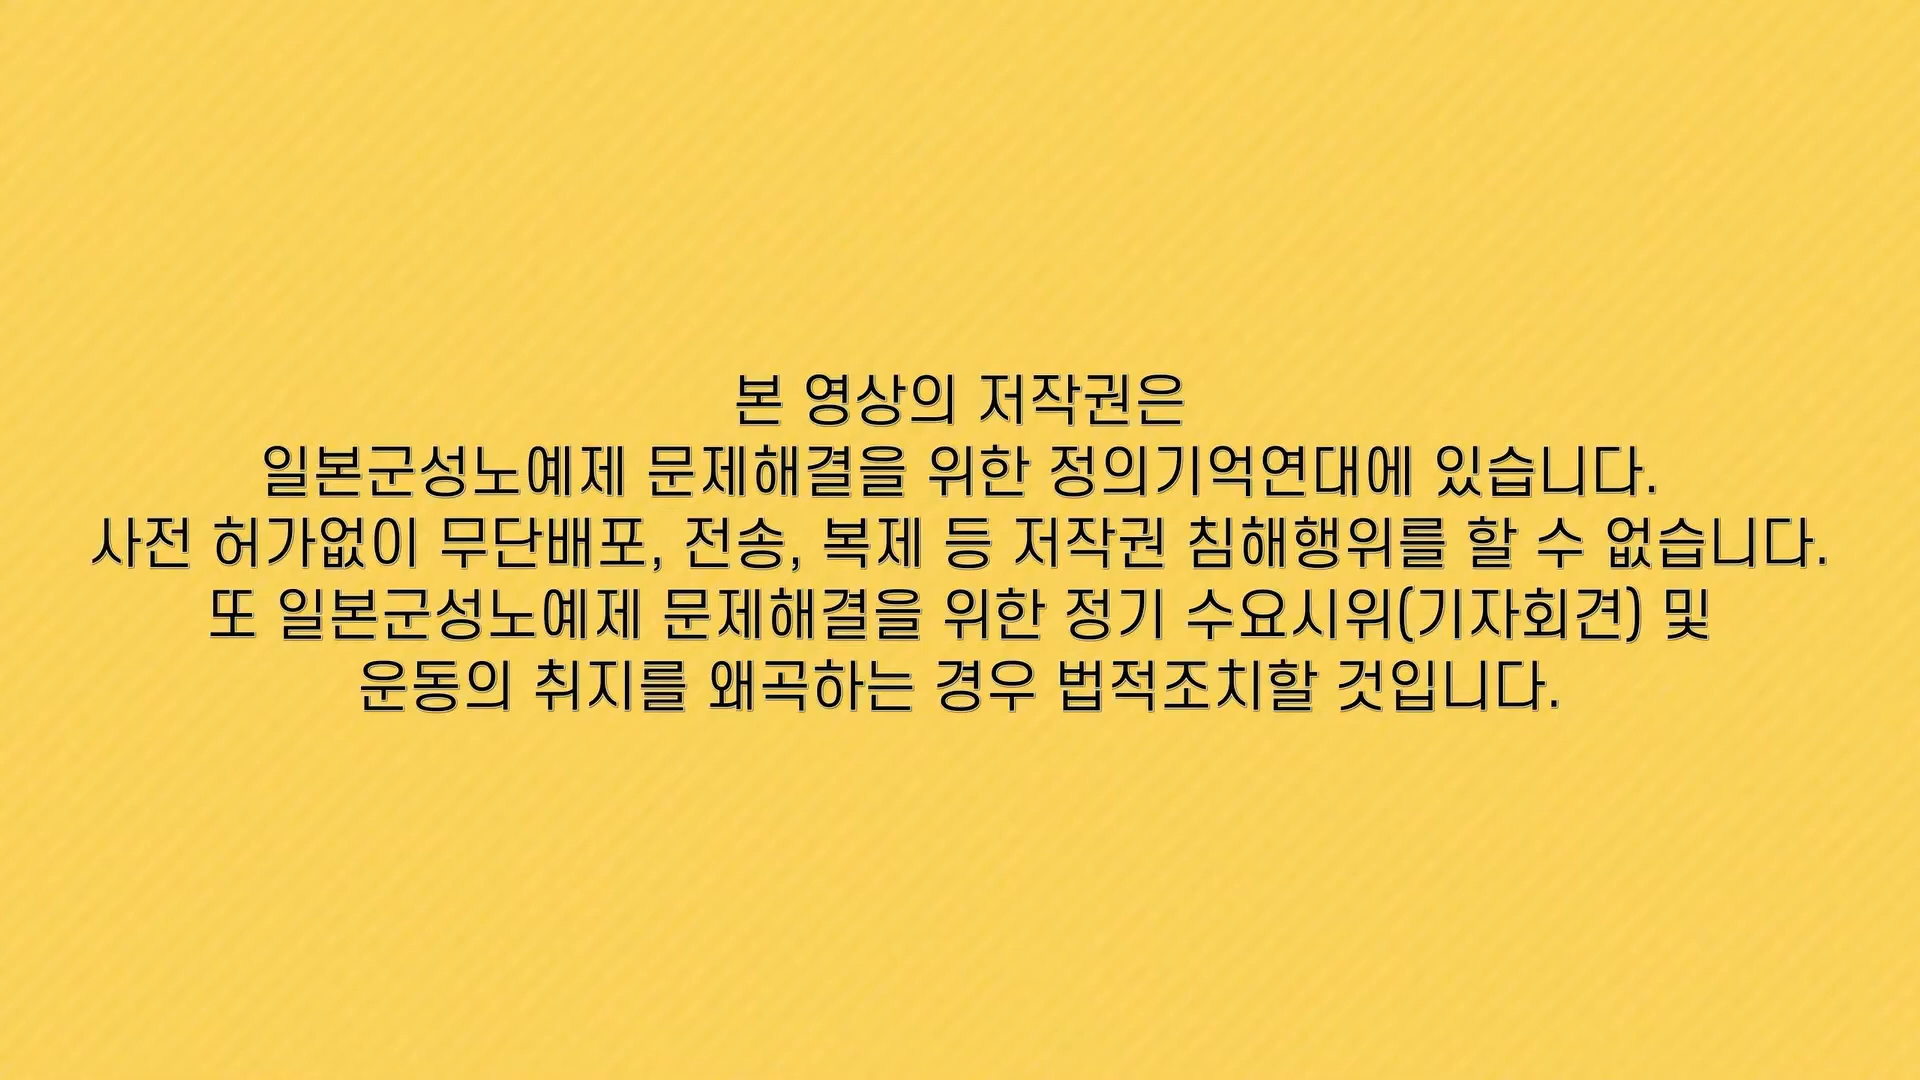 본 영상의 저작권은
일본군성노예제 문제해결을 위한 정의기억연대에 있습니다.
사전 허가없이 무단배포, 전송, 복제 등 저작권 침해행위를 할 수 없습니다.
또 일본군성노예제 문제해결을 위한 정기 수요시위(기자회견) 및
운동의 취지를 왜곡하는 경우 법적조치할 것입니다.